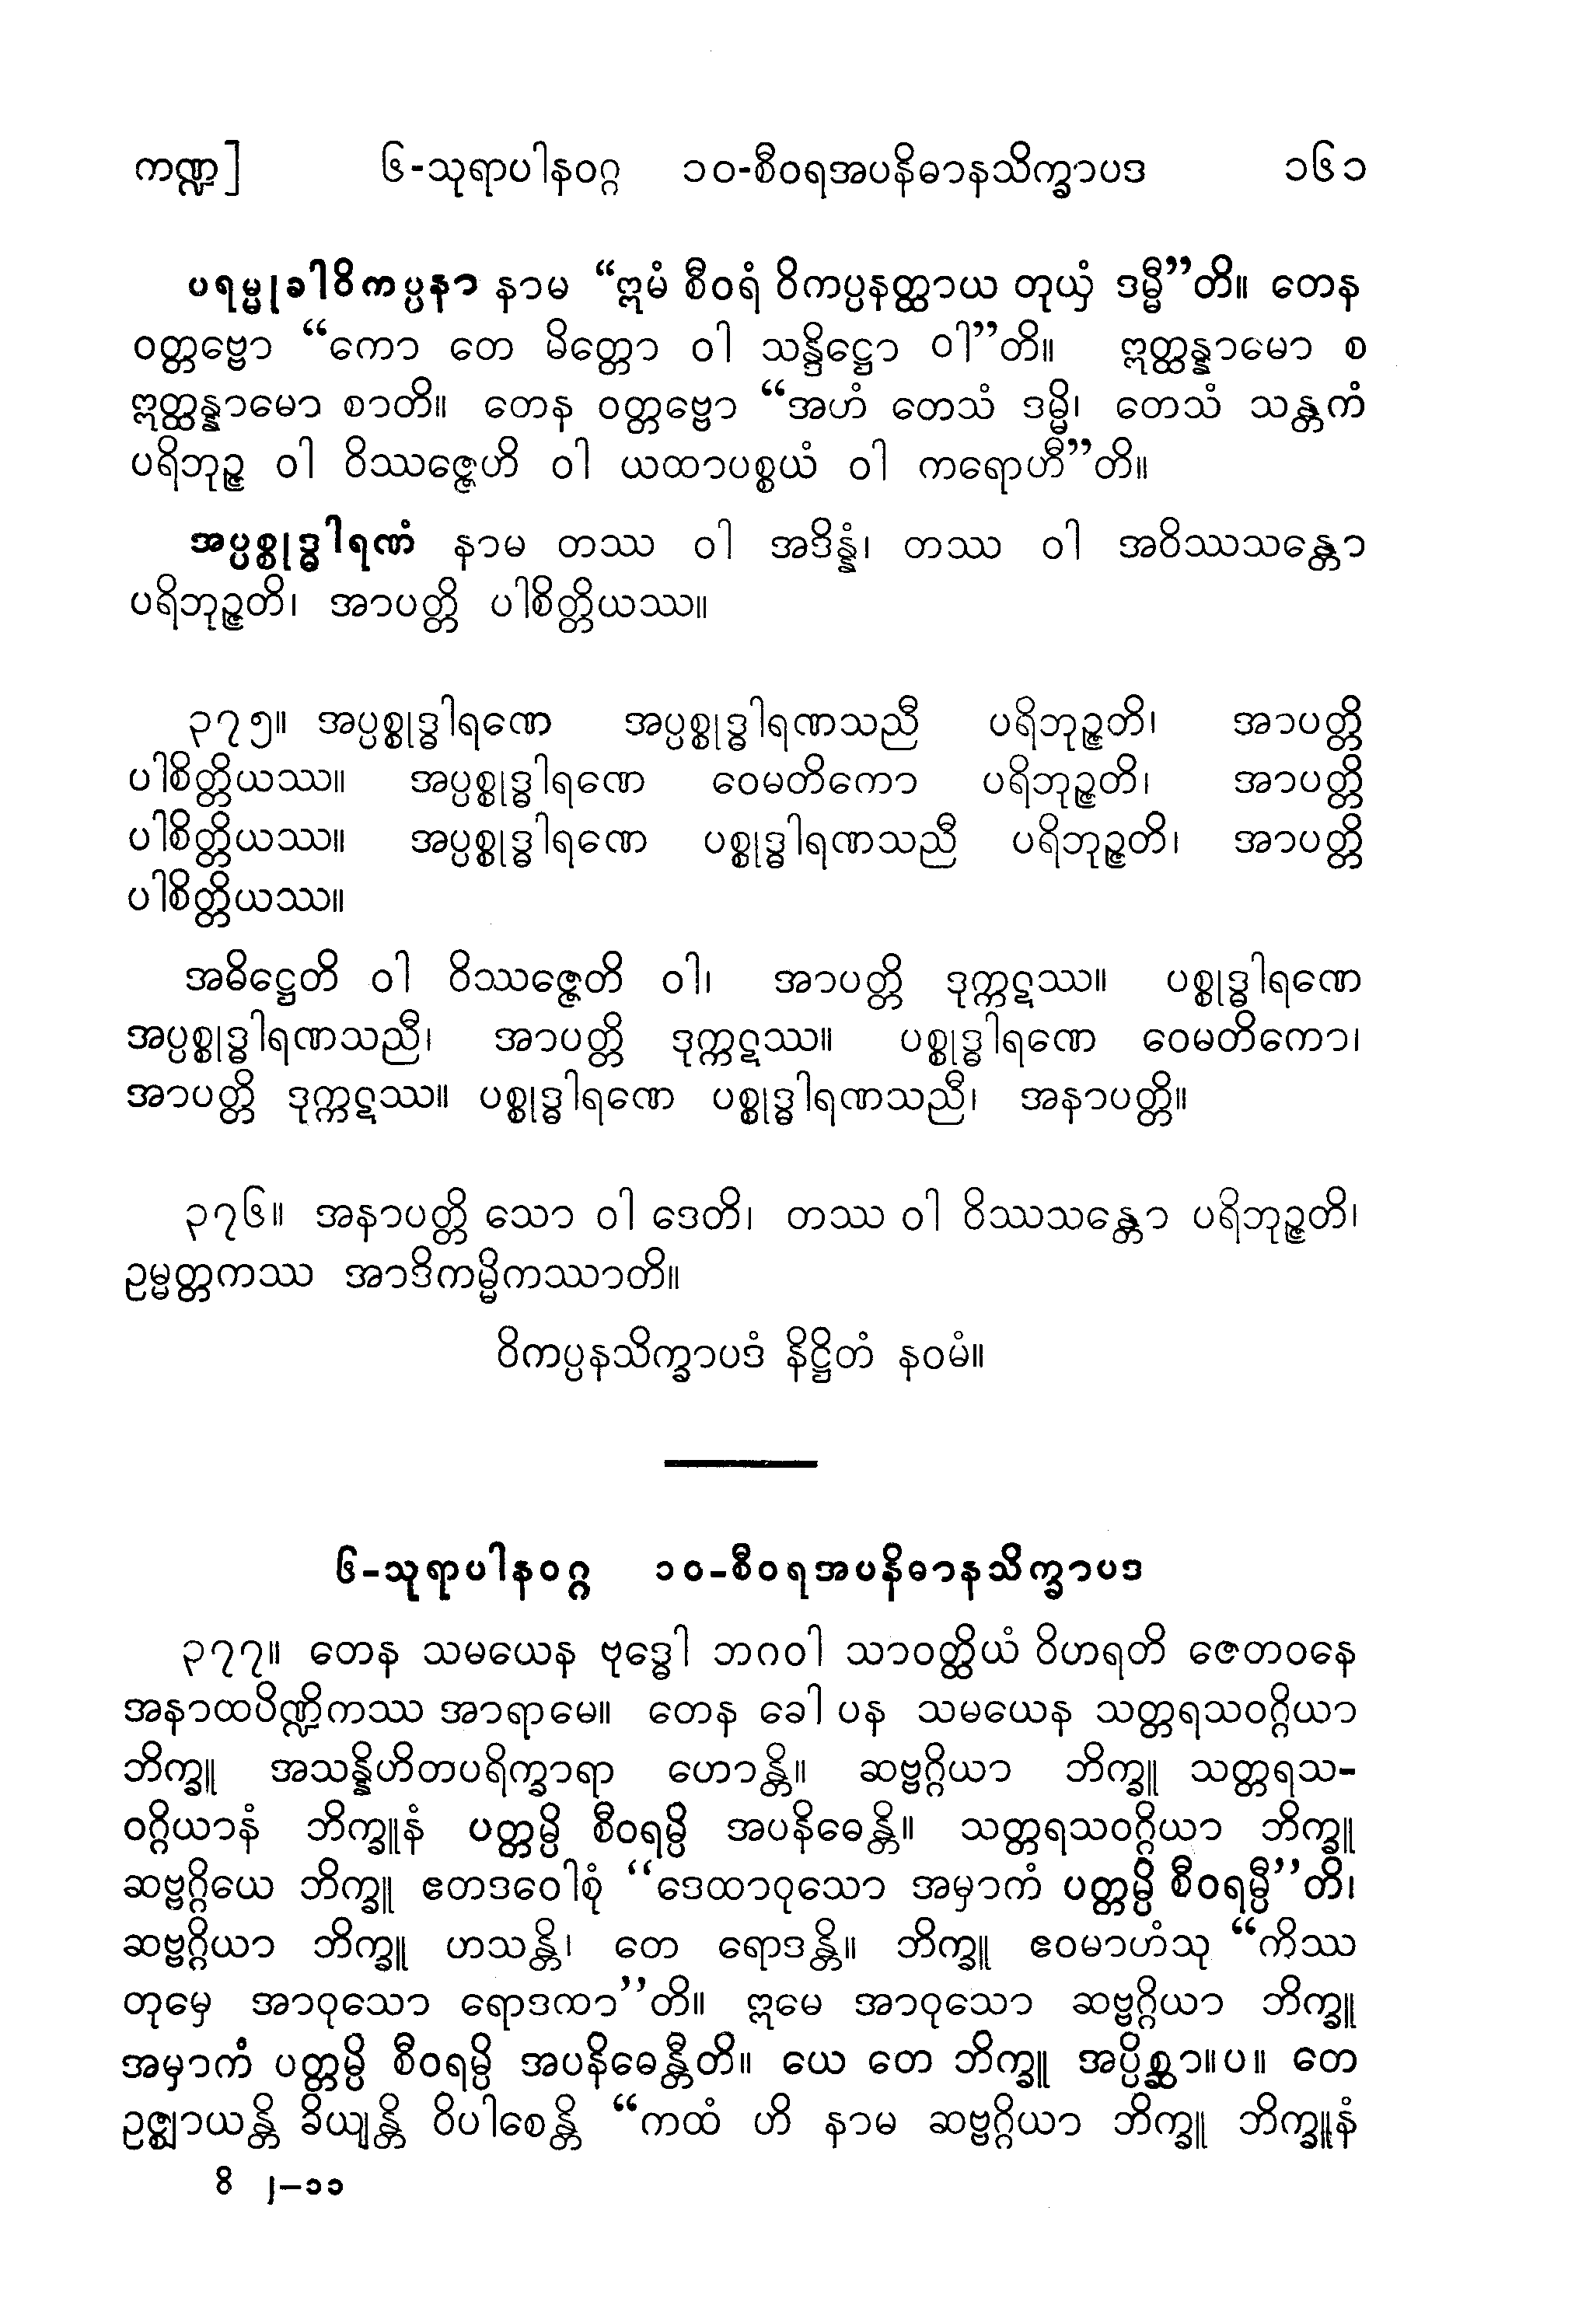 ကဏ္ဍ] ၆-သုရာပါနဝဂ္ဂ ၁၀-စီဝရအပနိဓာနသိက္ခာပဒ ၁၆၁
ပရမ္မုခါဝိကပ္ပနာ နာမ “ဣမံ စီဝရံ ဝိကပ္ပနတ္ထာယ တုယှံ ဒမ္မီ”တိ။ တေန
ဝတ္တဗ္ဗော “ကော တေ မိတ္တော ဝါ သန္ဒိဋ္ဌော ဝါ”တိ။ ဣတ္ထန္နာမော စ
ဣတ္ထန္နာမော စာတိ။ တေန ဝတ္တဗ္ဗော “အဟံ တေသံ ဒမ္မိ၊ တေသံ သန္တကံ
ပရိဘုဉ္ဇ ဝါ ဝိဿဇ္ဇေဟိ ဝါ ယထာပစ္စယံ ဝါ ကရောဟီ”တိ။
အပ္ပစ္စုဒ္ဓါရဏံ နာမ တဿ ဝါ အဒိန္နံ၊ တဿ ဝါ အဝိဿသန္တော
ပရိဘုဉ္ဇတိ၊ အာပတ္တိ ပါစိတ္တိယဿ။
၃၇၅။ အပ္ပစ္စုဒ္ဓါရဏေ အပ္ပစ္စုဒ္ဓါရဏသညီ ပရိဘုဉ္ဇတိ၊ အာပတ္တိ
ပါစိတ္တိယဿ။ အပ္ပစ္စုဒ္ဓါရဏေ ဝေမတိကော ပရိဘုဉ္ဇတိ၊ အာပတ္တိ
ပါစိတ္တိယဿ။ အပ္ပစ္စုဒ္ဓါရဏေ ပစ္စုဒ္ဓါရဏသညီ ပရိဘုဉ္ဇတိ၊ အာပတ္တိ
ပါစိတ္တိယဿ။
အဓိဋ္ဌေတိ ဝါ ဝိဿဇ္ဇေတိ ဝါ၊ အာပတ္တိ ဒုက္ကဋဿ။ ပစ္စုဒ္ဓါရဏေ
အပ္ပစ္စုဒ္ဓါရဏသညီ၊ အာပတ္တိ ဒုက္ကဋဿ။ ပစ္စုဒ္ဓါရဏေ ဝေမတိကော၊
အာပတ္တိ ဒုက္ကဋဿ။ ပစ္စုဒ္ဓါရဏေ ပစ္စုဒ္ဓါရဏသညီ၊ အနာပတ္တိ။
၃၇၆။ အနာပတ္တိ သော ဝါ ဒေတိ၊ တဿ ဝါ ဝိဿသန္တော ပရိဘုဉ္ဇတိ၊
ဥမ္မတ္တကဿ အာဒိကမ္မိကဿာတိ။
ဝိကပ္ပနသိက္ခာပဒံ နိဋ္ဌိတံ နဝမံ။
၆-သုရာပါနဝဂ္ဂ ၁၀-စီဝရအပနိဓာနသိက္ခာပဒ
၃၇၇။ တေန သမယေန ဗုဒ္ဓေါ ဘဂဝါ သာဝတ္ထိယံ ဝိဟရတိ ဇေတဝနေ
အနာထပိဏ္ဍိကဿ အာရာမေ။ တေန ခေါ ပန သမယေန သတ္တရသဝဂ္ဂိယာ
ဘိက္ခူ အသန္နိဟိတပရိက္ခာရာ ဟောန္တိ။ ဆဗ္ဗဂ္ဂိယာ ဘိက္ခူ သတ္တရသ-
ဝဂ္ဂိယာနံ ဘိက္ခူနံ ပတ္တမ္ပိ စီဝရမ္ပိ အပနိဓေန္တိ။ သတ္တရသဝဂ္ဂိယာ ဘိက္ခူ
ဆဗ္ဗဂ္ဂိယေ ဘိက္ခူ ဧတဒဝေါစုံ “ဒေထာဝုသော အမှာကံ ပတ္တမ္ပိ စီဝရမ္ပီ”တိ၊
ဆဗ္ဗဂ္ဂိယာ ဘိက္ခူ ဟသန္တိ၊ တေ ရောဒန္တိ။ ဘိက္ခူ ဧဝမာဟံသု “ကိဿ
တုမှေ အာဝုသော ရောဒထာ”တိ။ ဣမေ အာဝုသော ဆဗ္ဗဂ္ဂိယာ ဘိက္ခူ
အမှာကံ ပတ္တမ္ပိ စီဝရမ္ပိ အပနိဓေန္တီတိ။ ယေ တေ ဘိက္ခူ အပ္ပိစ္ဆာ။ပ။ တေ
ဥဇ္ဈာယန္တိ ခိယျန္တိ ဝိပါစေန္တိ “ကထံ ဟိ နာမ ဆဗ္ဗဂ္ဂိယာ ဘိက္ခူ ဘိက္ခူနံ
ဝိ ၂–၁၁